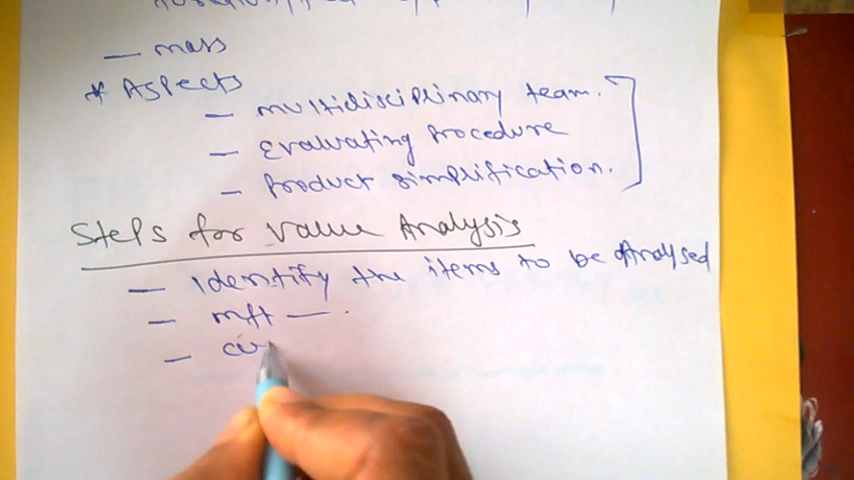 — mass
* Aspects
— multidisciplinary team.
— Evaluating Procedure
— Product simplification.
Steps for Value Analysis
— Identify the items to be Analysed
— mft — .
—